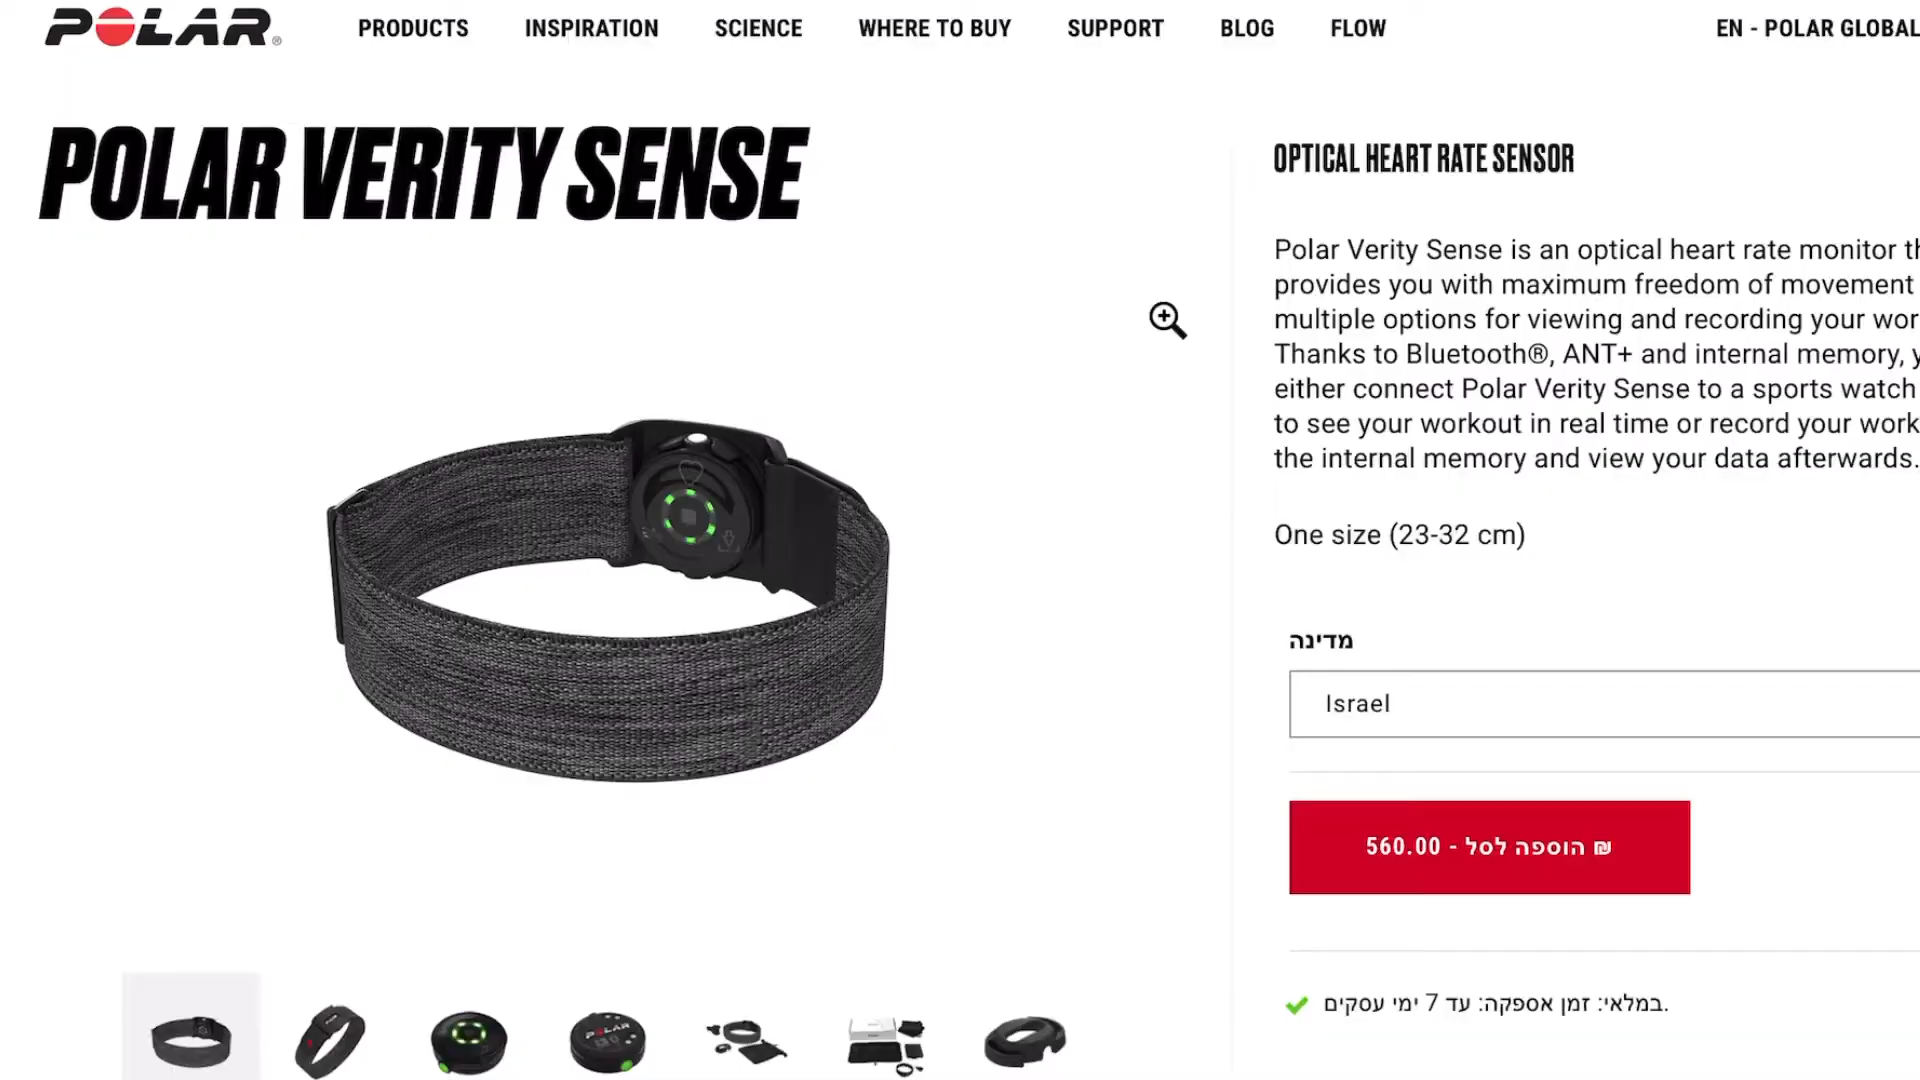 POLAR®
PRODUCTS INSPIRATION SCIENCE WHERE TO BUY SUPPORT BLOG FLOW EN - POLAR GLOBAL
POLAR VERITY SENSE
OPTICAL HEART RATE SENSOR
Polar Verity Sense is an optical heart rate monitor
provides you with maximum freedom of movement
multiple options for viewing and recording your
Thanks to Bluetooth®, ANT+ and internal memory,
either connect Polar Verity Sense to a sports watch
to see your workout in real time or record your
the internal memory and view your data afterwards.
One size (23-32 cm)
מדינה
Israel
560.00 - הוספה לסל ₪
במלאי: זמן אספקה: עד 7 ימי עסקים.
POLAR